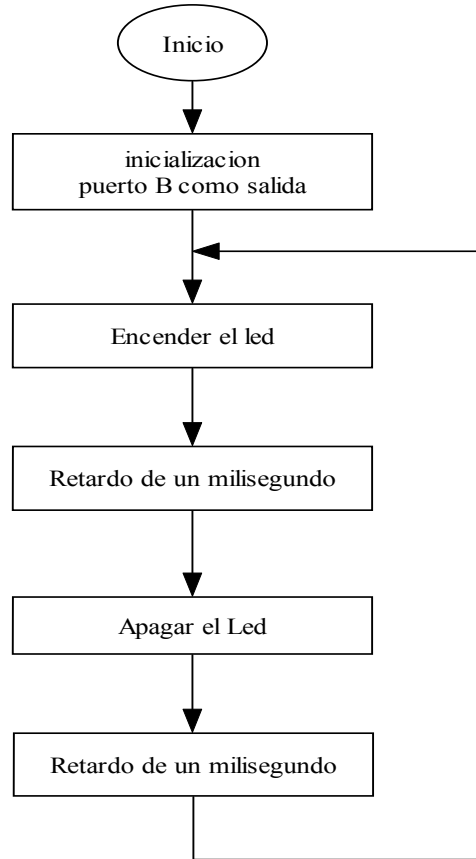 Inicio
inicializacion
puerto B como salida
Encender el led
Retardo de un milisegundo
Apagar el Led
Retardo de un milisegundo